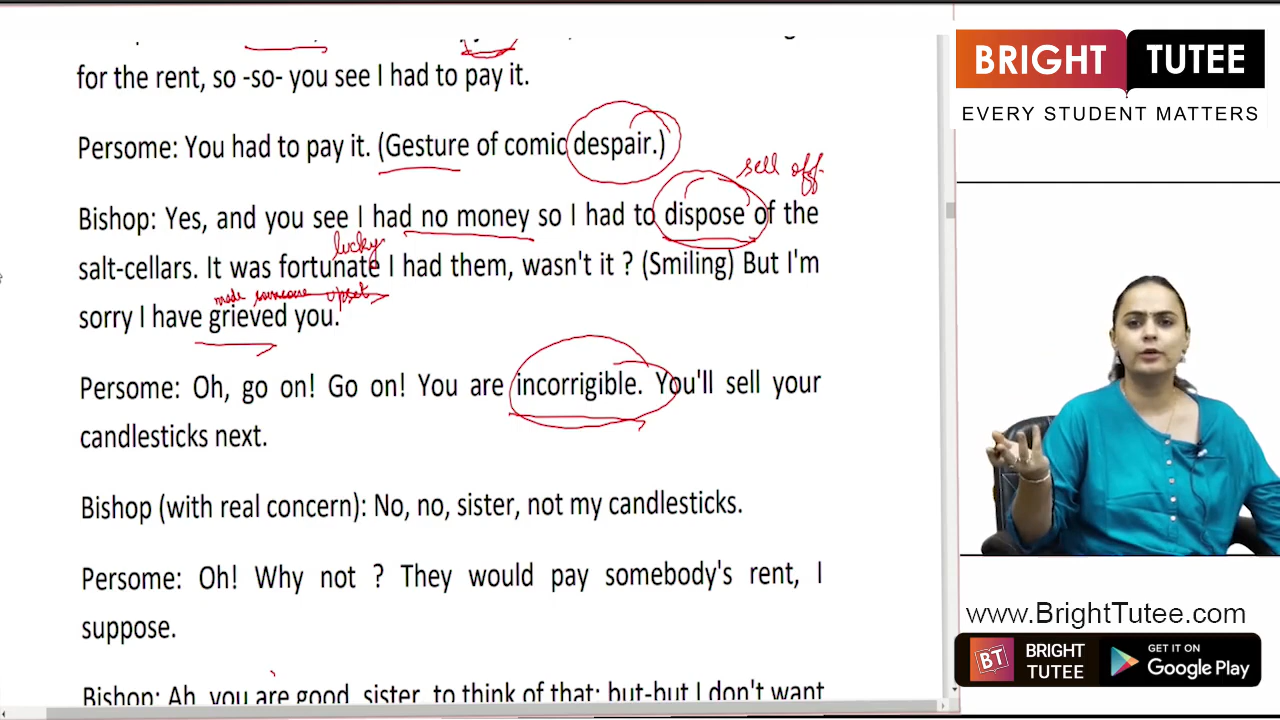 for the rent, so -so- you see I had to pay it.
Persome: You had to pay it. (Gesture of comic despair.)
sell off
Bishop: Yes, and you see I had no money so I had to dispose of the
lucky
salt-cellars. It was fortunate I had them, wasn't it ? (Smiling) But I'm
made someone upset
sorry I have grieved you.
Persome: Oh, go on! Go on! You are incorrigible. You'll sell your
candlesticks next.
Bishop (with real concern): No, no, sister, not my candlesticks.
Persome: Oh! Why not ? They would pay somebody's rent, I
suppose.
Bishop: Ah, you are good, sister, to think of that; but-but I don't want
BRIGHT TUTEE
EVERY STUDENT MATTERS
www.BrightTutee.com
BT BRIGHT TUTEE
GET IT ON
Google Play